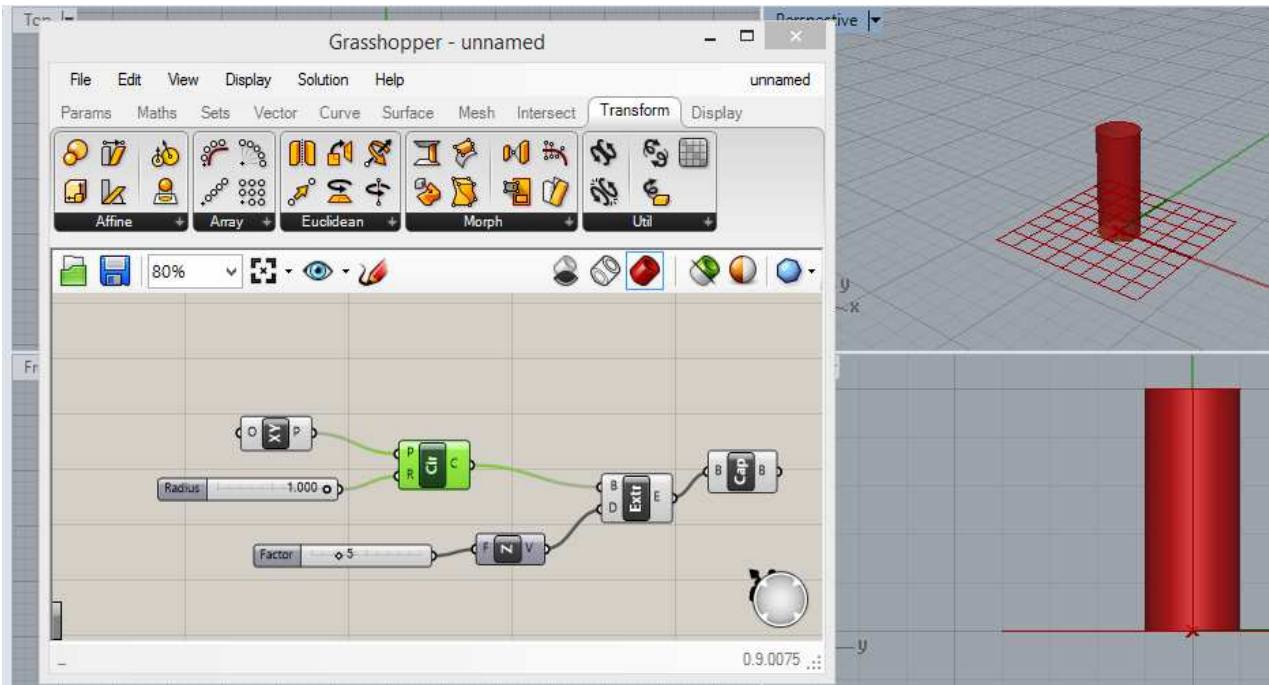 Perspective
Grasshopper - unnamed
File Edit View Display Solution Help unnamed
Params Maths Sets Vector Curve Surface Mesh Intersect Transform Display
Affine Array Euclidean Morph Util
80%
y
x
O XY P
P R Cir C
Radius 1.000
B D Extr E
B Cap B
Factor 5
F Z V
y
0.9.0075